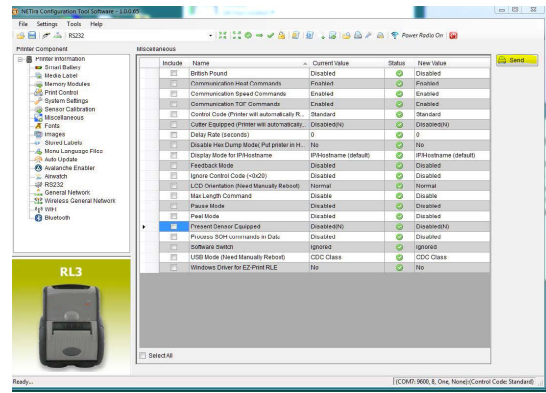 NETira Configuration Tool Software - 3.0.0.65
File Settings Tools Help
RS232 Power Radio On
Printer Component
Printer Information
Smart Battery
Media Label
Memory Modules
Print Control
System Settings
Sensor Calibration
Miscellaneous
Fonts
Images
Stored Labels
Menu Language Files
Auto Update
Avalanche Enabler
Airwatch
RS232
General Network
Wireless General Network
WiFi
Bluetooth
RL3
Miscellaneous
Include Name Current Value Status New Value
British Pound Disabled Disabled
Communication Heat Commands Enabled Enabled
Communication Speed Commands Enabled Enabled
Communication TOF Commands Enabled Enabled
Control Code (Printer will automatically R... Standard Standard
Cutter Equipped (Printer will automatically... Disabled(N) Disabled(N)
Delay Rate (seconds) 0 0
Disable Hex Dump Mode( Put printer in H... No No
Display Mode for IP/Hostname IP/Hostname (default) IP/Hostname (default)
Feedback Mode Disabled Disabled
Ignore Control Code (<0x20) Disabled Disabled
LCD Orientation (Need Manually Reboot) Normal Normal
Max Length Command Disable Disable
Pause Mode Disabled Disabled
Peel Mode Disabled Disabled
Present Sensor Equipped Disabled(N) Disabled(N)
Process SOH commands in Data Disabled Disabled
Software Switch Ignored Ignored
USB Mode (Need Manually Reboot) CDC Class CDC Class
Windows Driver for EZ-Print RLE No No
Select All
Send
Ready... (COM7: 9600, 8, One, None):(Control Code: Standard)